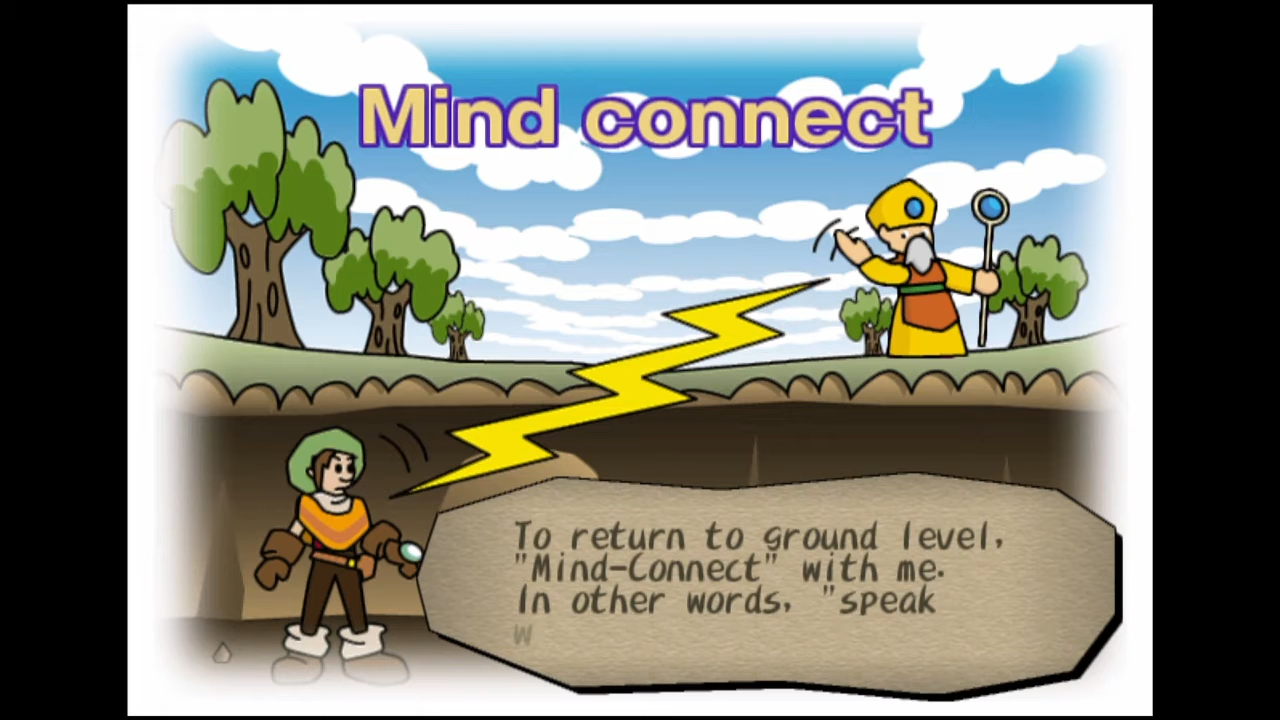 Mind connect
To return to ground level,
"Mind-Connect" with me.
In other words, "speak
w